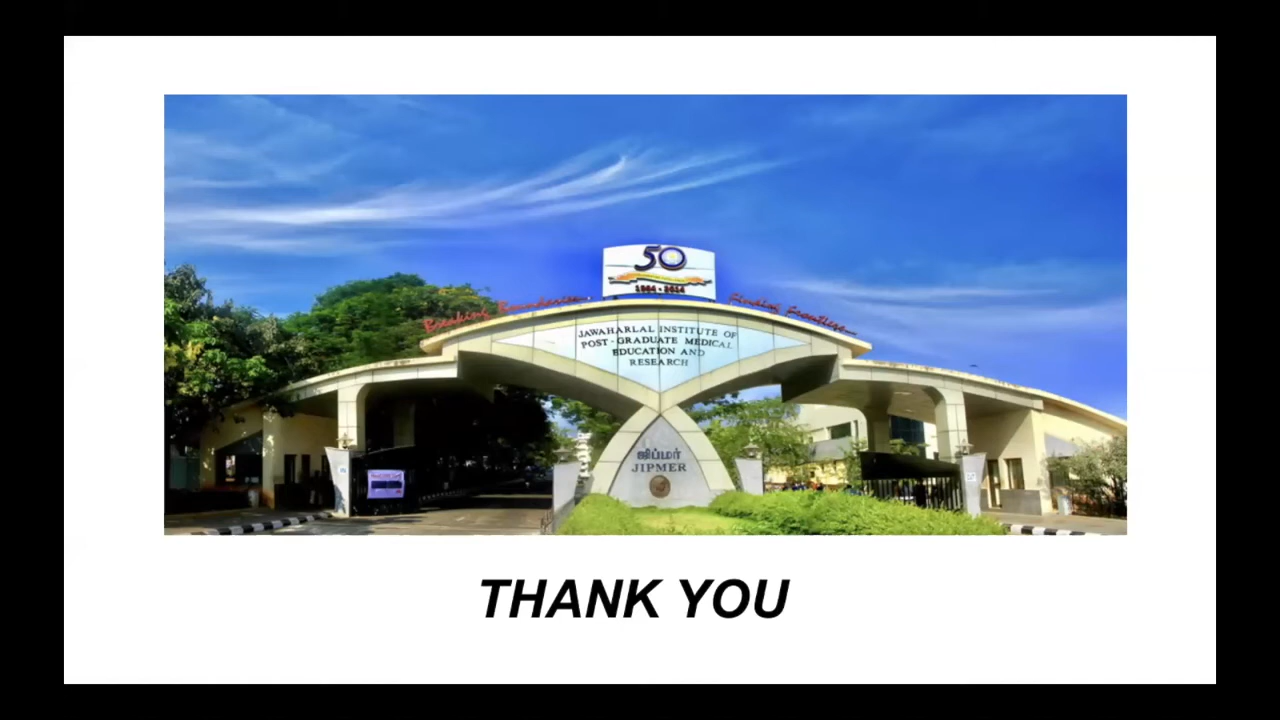 50
1964 - 2014
Breaking Boundaries...
Finding Frontiers...
JAWAHARLAL INSTITUTE OF
POST - GRADUATE MEDICAL
EDUCATION AND
RESEARCH
ஜிப்மர்
JIPMER
THANK YOU